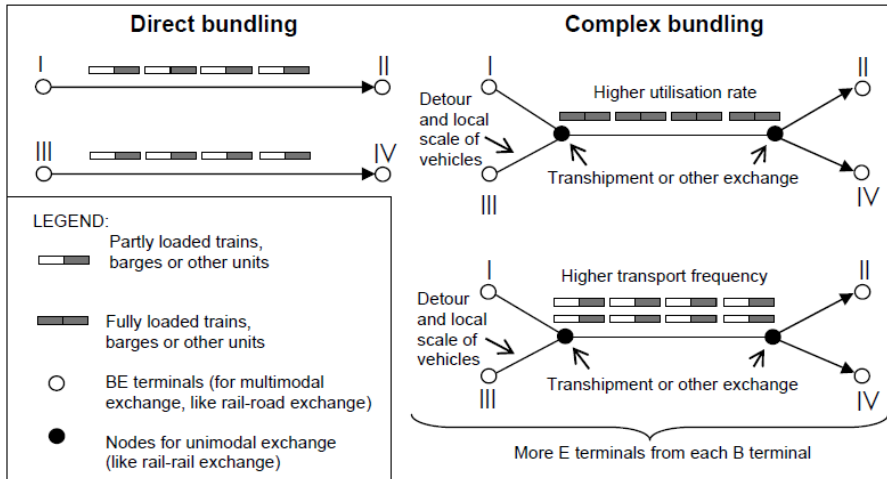 Direct bundling
I
II
III
IV
LEGEND:
Partly loaded trains,
barges or other units
Fully loaded trains,
barges or other units
BE terminals (for multimodal
exchange, like rail-road exchange)
Nodes for unimodal exchange
(like rail-rail exchange)
Complex bundling
I
II
Detour
and local
scale of
vehicles
Higher utilisation rate
Transhipment or other exchange
III
IV
I
II
Higher transport frequency
Detour
and local
scale of
vehicles
Transhipment or other exchange
III
IV
More E terminals from each B terminal